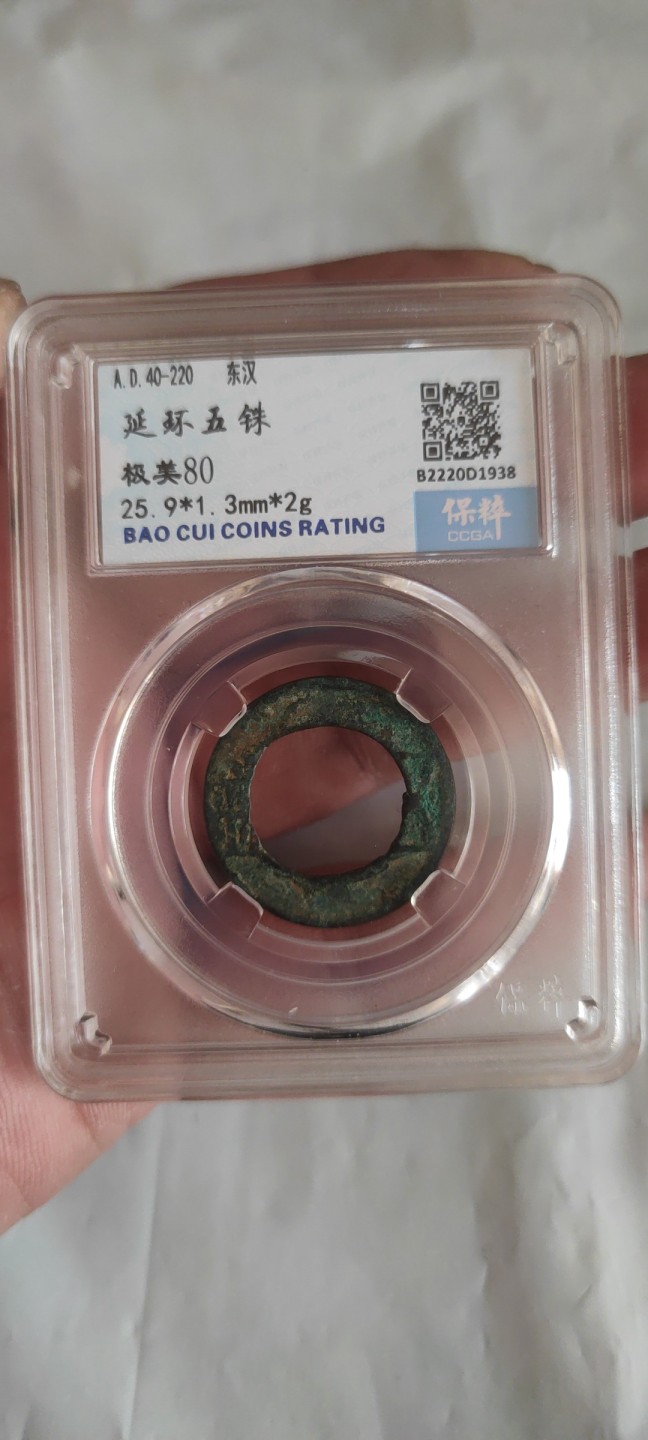 A.D.40-220 东汉
延环五铢
极美80
25.9*1.3mm*2g
BAO CUI COINS RATING
B2220D1938
保粹
CCGA
保粹